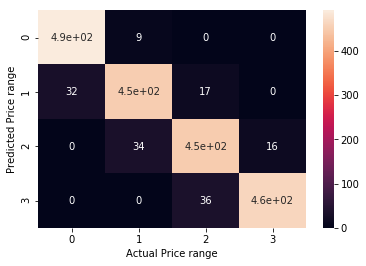 0 4.9e+02 9 0 0
1 32 4.5e+02 17 0
2 0 34 4.5e+02 16
3 0 0 36 4.6e+02
0 1 2 3
Actual Price range
Predicted Price range
400
300
200
100
0